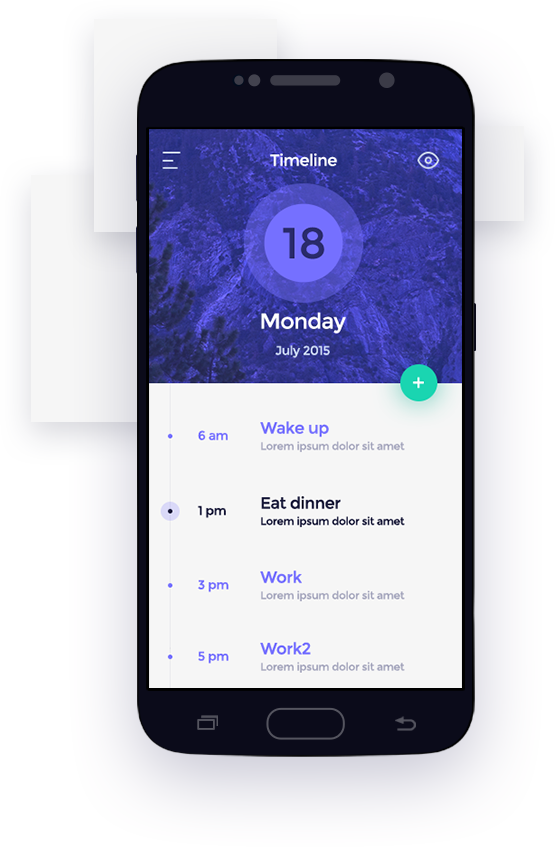 Timeline
18
Monday
July 2015
+
6 am
Wake up
Lorem ipsum dolor sit amet
1 pm
Eat dinner
Lorem ipsum dolor sit amet
3 pm
Work
Lorem ipsum dolor sit amet
5 pm
Work2
Lorem ipsum dolor sit amet